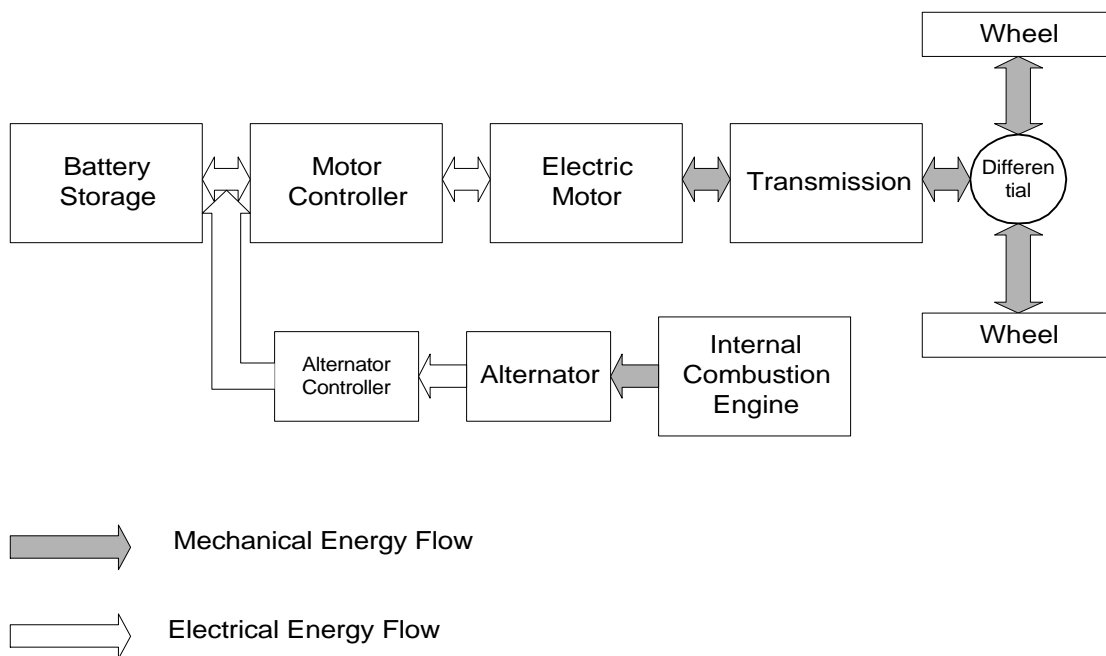 Wheel
Battery
Storage
Motor
Controller
Electric
Motor
Transmission
Differen
tial
Wheel
Alternator
Controller
Alternator
Internal
Combustion
Engine
Mechanical Energy Flow
Electrical Energy Flow